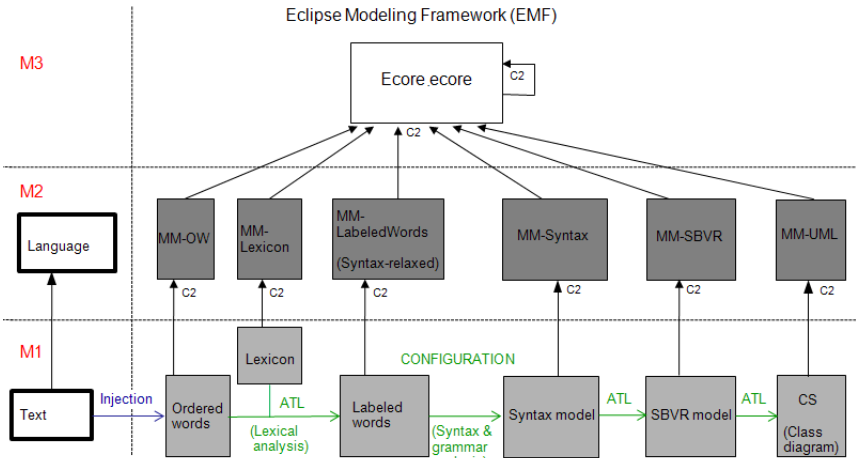 Eclipse Modeling Framework (EMF)
M3
Ecore.ecore
C2
C2
M2
Language
MM-OW
MM-
Lexicon
MM-
LabeledWords
(Syntax-relaxed)
MM-Syntax
MM-SBVR
MM-UML
C2
C2
C2
C2
C2
C2
M1
Lexicon
CONFIGURATION
Text
Injection
Ordered
words
ATL
(Lexical
analysis)
Labeled
words
(Syntax &
grammar
Syntax model
ATL
SBVR model
ATL
CS
(Class
diagram)